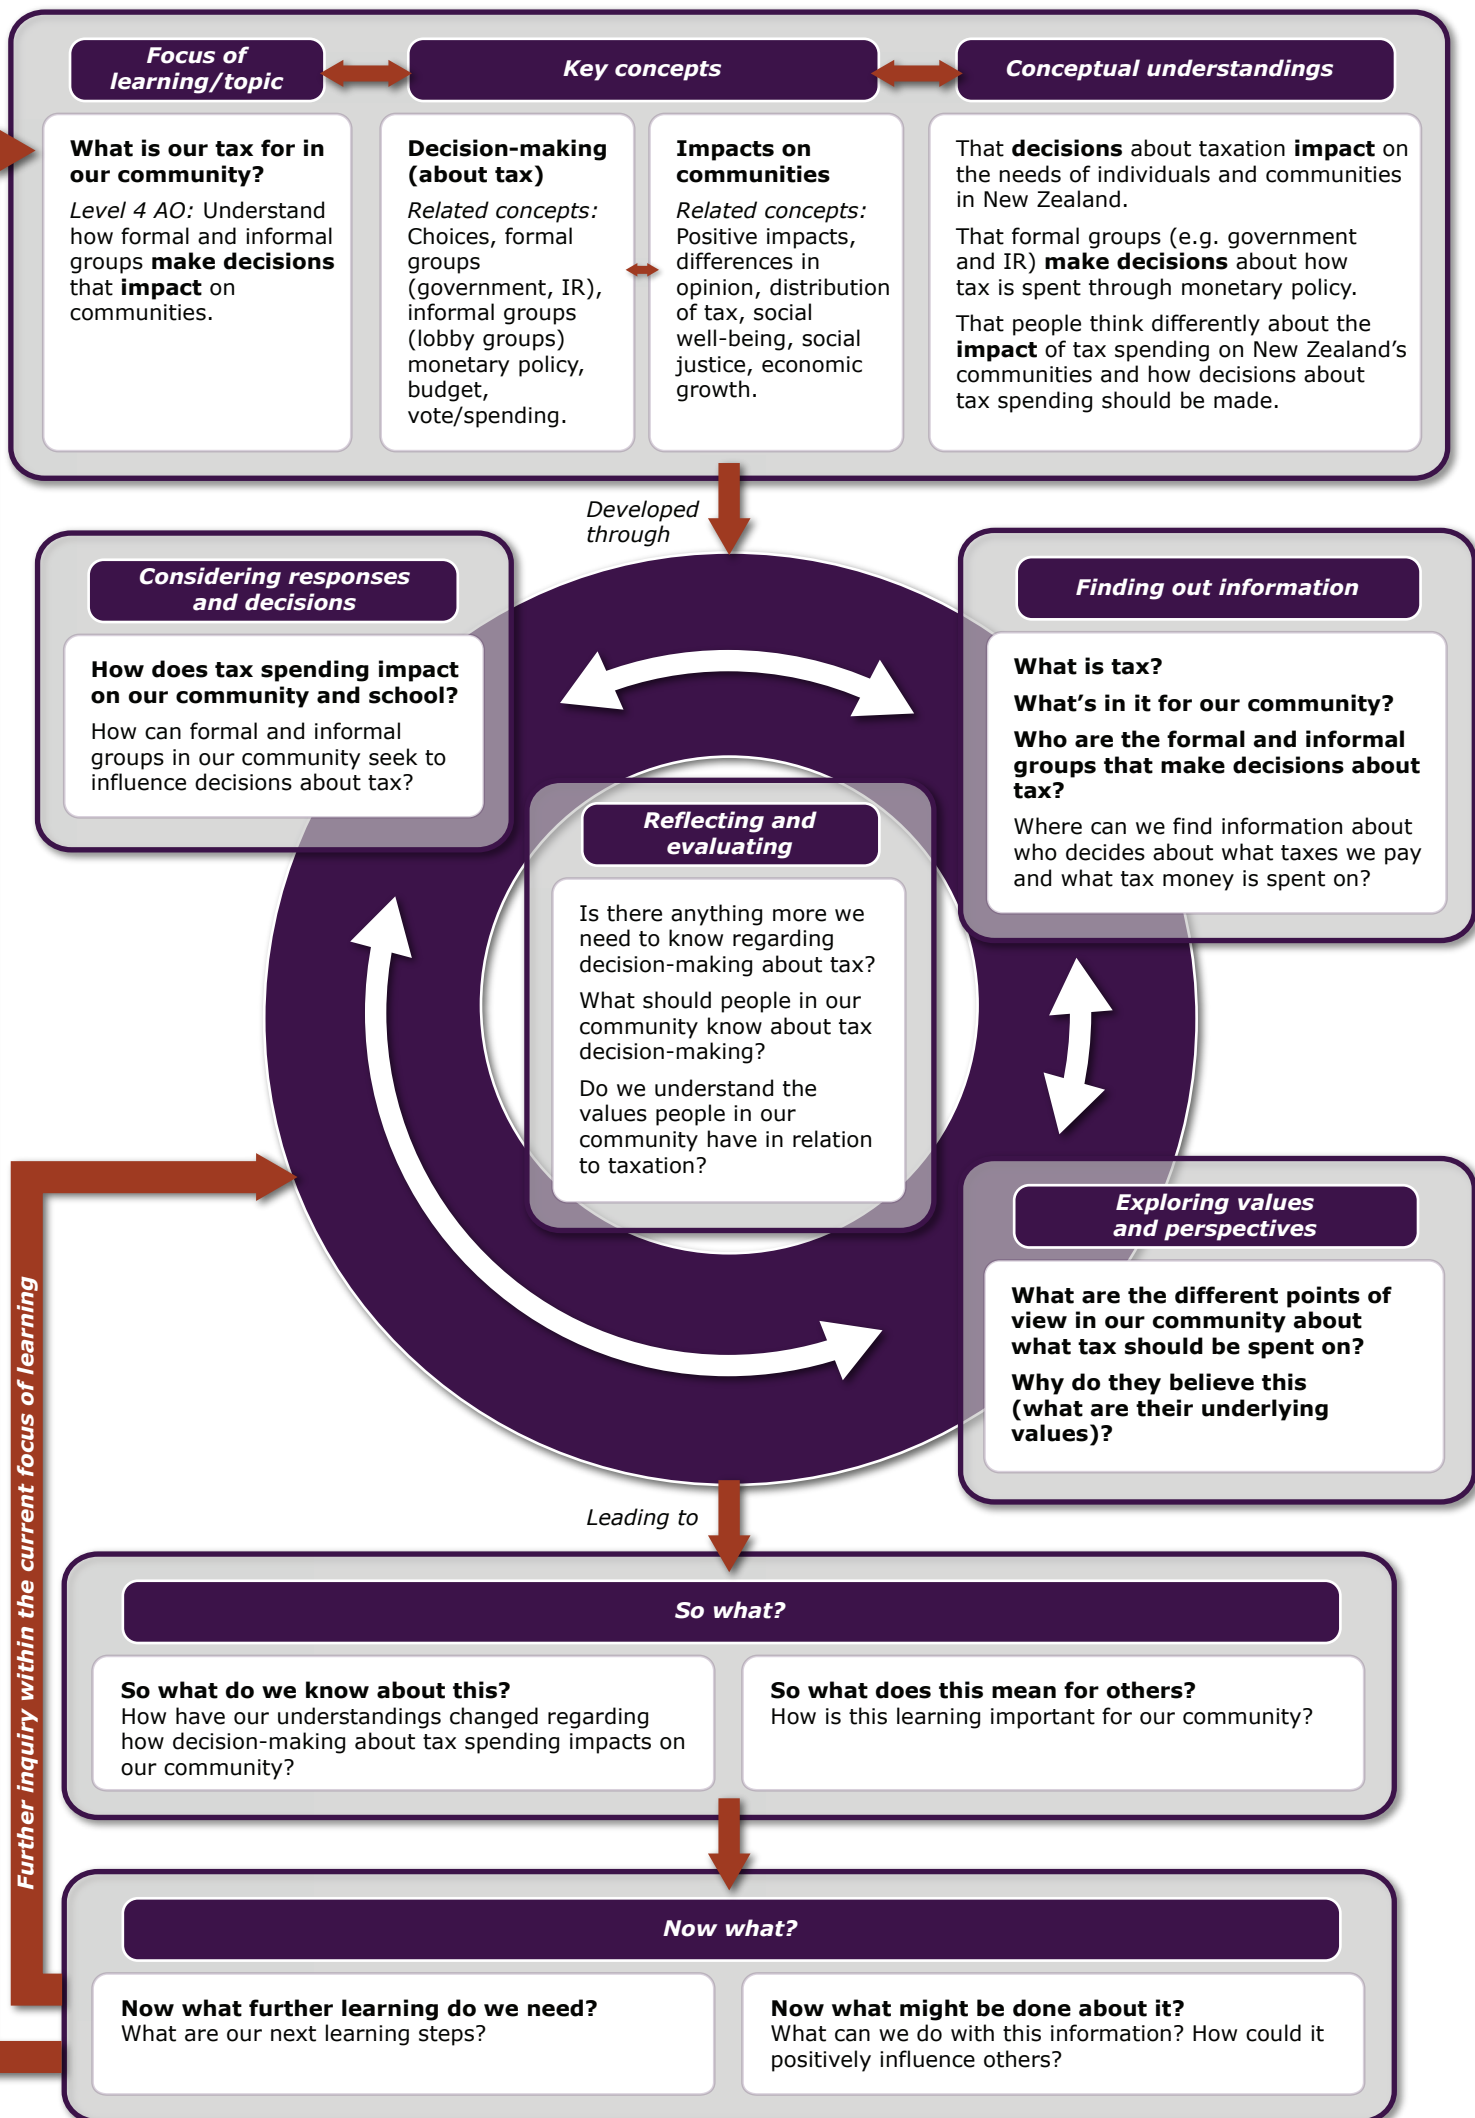 Focus of
learning/topic
Key concepts
Conceptual understandings
What is our tax for in
our community?
Level 4 AO: Understand
how formal and informal
groups make decisions
that impact on
communities.
Decision-making
(about tax)
Related concepts:
Choices, formal
groups
(government, IR),
informal groups
(lobby groups)
monetary policy,
budget,
vote/spending.
Impacts on
communities
Related concepts:
Positive impacts,
differences in
opinion, distribution
of tax, social
well-being, social
justice, economic
growth.
That decisions about taxation impact on
the needs of individuals and communities
in New Zealand.
That formal groups (e.g. government
and IR) make decisions about how
tax is spent through monetary policy.
That people think differently about the
impact of tax spending on New Zealand's
communities and how decisions about
tax spending should be made.
Developed
through
Considering responses
and decisions
How does tax spending impact
on our community and school?
How can formal and informal
groups in our community seek to
influence decisions about tax?
Finding out information
What is tax?
What's in it for our community?
Who are the formal and informal
groups that make decisions about
tax?
Where can we find information about
who decides about what taxes we pay
and what tax money is spent on?
Reflecting and
evaluating
Is there anything more we
need to know regarding
decision-making about tax?
What should people in our
community know about tax
decision-making?
Do we understand the
values people in our
community have in relation
to taxation?
Exploring values
and perspectives
What are the different points of
view in our community about
what tax should be spent on?
Why do they believe this
(what are their underlying
values)?
Leading to
Further inquiry within the current focus of learning
So what?
So what do we know about this?
How have our understandings changed regarding
how decision-making about tax spending impacts on
our community?
So what does this mean for others?
How is this learning important for our community?
Now what?
Now what further learning do we need?
What are our next learning steps?
Now what might be done about it?
What can we do with this information? How could it
positively influence others?